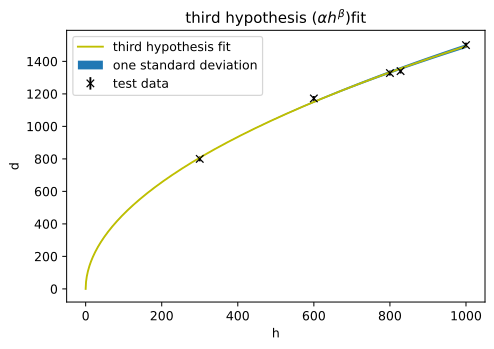 third hypothesis (αh^β)fit
third hypothesis fit
one standard deviation
test data
d
1400
1200
1000
800
600
400
200
0
0 200 400 600 800 1000
h